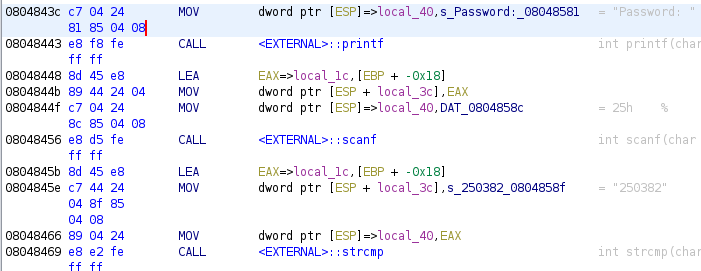 0804843c c7 04 24 MOV dword ptr [ESP]=>local_40,s_Password:_08048581 = "Password: "
81 85 04 08
08048443 e8 f8 fe CALL <EXTERNAL>::printf int printf(char
ff ff
08048448 8d 45 e8 LEA EAX=>local_1c,[EBP + -0x18]
0804844b 89 44 24 04 MOV dword ptr [ESP + local_3c],EAX
0804844f c7 04 24 MOV dword ptr [ESP]=>local_40,DAT_0804858c = 25h %
8c 85 04 08
08048456 e8 d5 fe CALL <EXTERNAL>::scanf int scanf(char
ff ff
0804845b 8d 45 e8 LEA EAX=>local_1c,[EBP + -0x18]
0804845e c7 44 24 MOV dword ptr [ESP + local_3c],s_250382_0804858f = "250382"
04 8f 85
04 08
08048466 89 04 24 MOV dword ptr [ESP]=>local_40,EAX
08048469 e8 e2 fe CALL <EXTERNAL>::strcmp int strcmp(char
ff ff